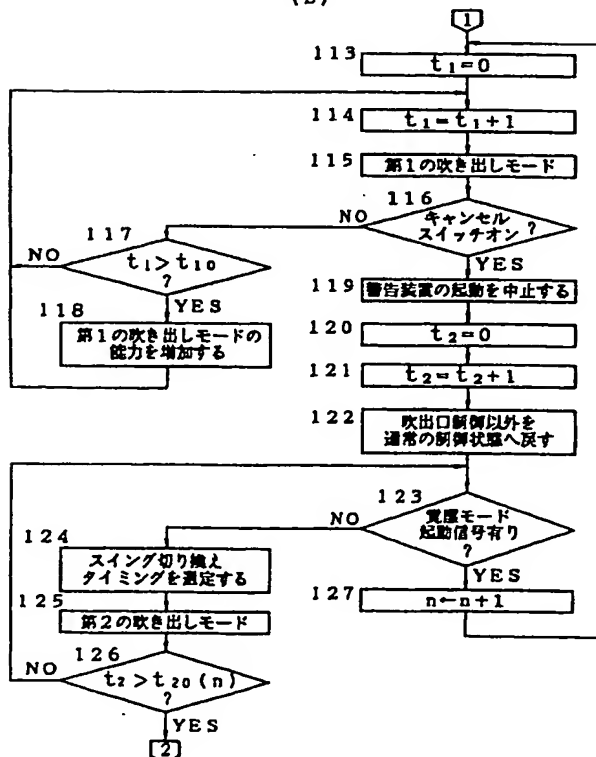 1
113
t₁=0
114
t₁=t₁+1
115
第1の吹き出しモード
116
キャンセル
スイッチオン ?
NO
YES
117
t₁>t₁₀
?
NO
YES
118
第1の吹き出しモードの
能力を増加する
119
警告装置の起動を中止する
120
t₂=0
121
t₂=t₂+1
122
吹出口制御以外を
通常の制御状態へ戻す
123
覚醒モード
起動信号有り
?
NO
YES
124
スイング切り換え
タイミングを選定する
125
第2の吹き出しモード
126
t₂>t₂₀(n)
?
NO
YES
127
n←n+1
2